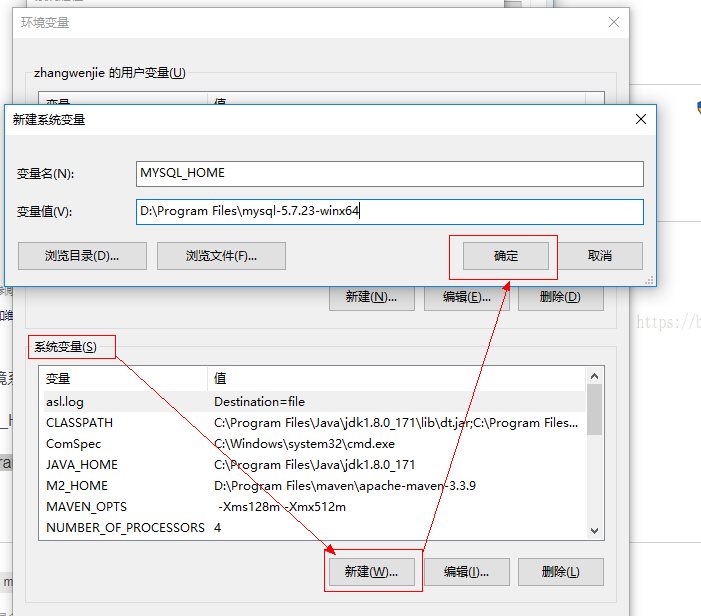 环境变量
zhangwenjie 的用户变量(U)
变量 值
新建系统变量
变量名(N): MYSQL_HOME
变量值(V): D:\Program Files\mysql-5.7.23-winx64
浏览目录(D)... 浏览文件(F)... 确定 取消
新建(N)... 编辑(E)... 删除(D)
https://b
系统变量(S)
变量 值
asl.log Destination=file
CLASSPATH C:\Program Files\Java\jdk1.8.0_171\lib\dt.jar;C:\Program Files...
ComSpec C:\Windows\system32\cmd.exe
JAVA_HOME C:\Program Files\Java\jdk1.8.0_171
M2_HOME D:\Program Files\maven\apache-maven-3.3.9
MAVEN_OPTS -Xms128m -Xmx512m
NUMBER_OF_PROCESSORS 4
新建(W)... 编辑(I)... 删除(L)